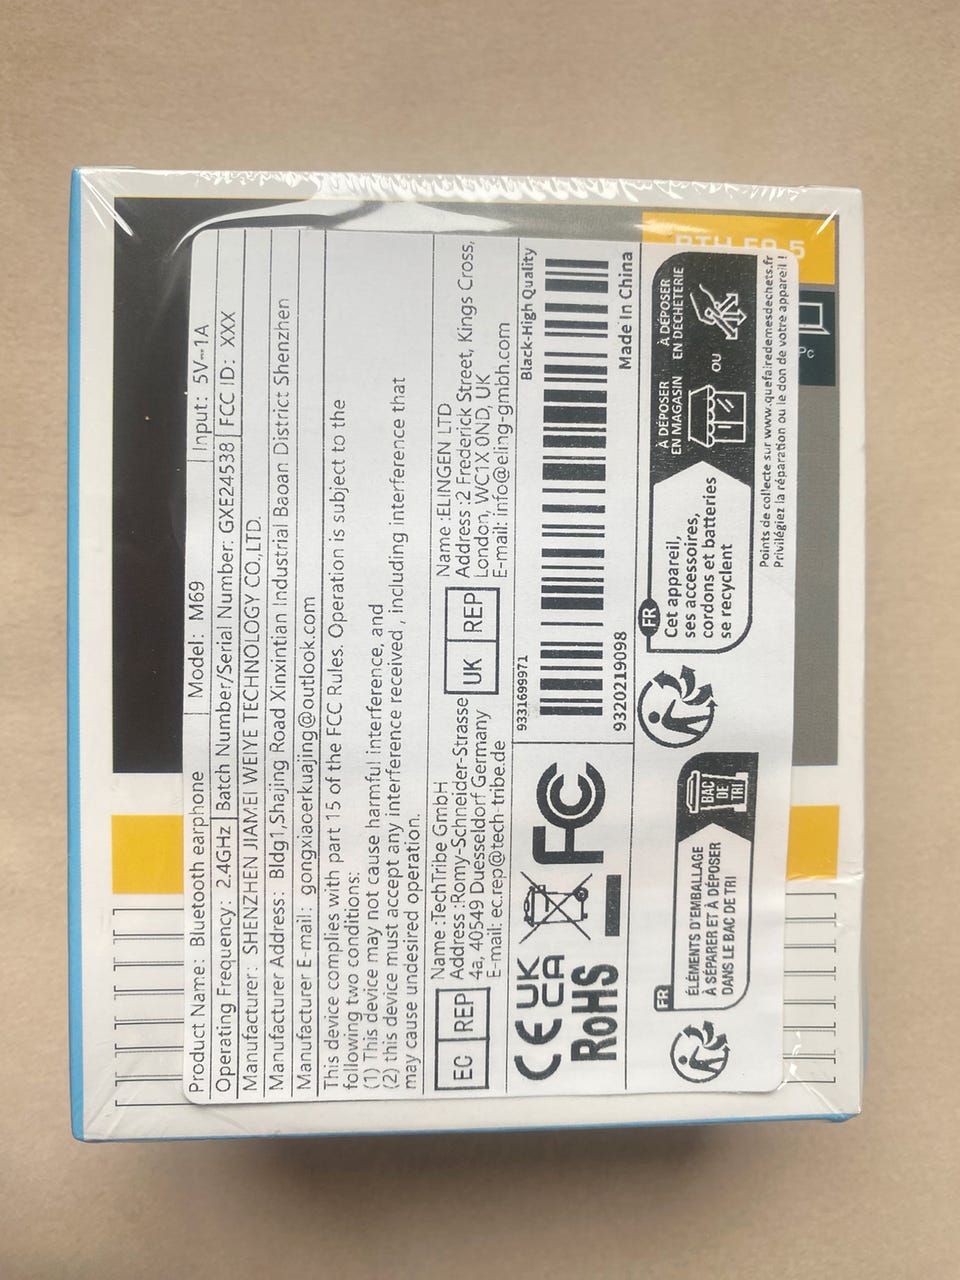 Product Name: Bluetooth earphone
Model: M69
Input: 5V⎓1A
Operating Frequency: 2.4GHz
Batch Number/Serial Number: GXE24538
FCC ID: XXX
Manufacturer: SHENZHEN JIAMEI WEIYE TECHNOLOGY CO.,LTD.
Manufacturer Address: Bldg1,Shajing Road Xinxintian Industrial Baoan District Shenzhen
Manufacturer E-mail: gongxiaoerkuajing@outlook.com
This device complies with part 15 of the FCC Rules. Operation is subject to the
following two conditions:
(1) This device may not cause harmful interference, and
(2) this device must accept any interference received , including interference that
may cause undesired operation.
EC REP
Name :TechTribe GmbH
Address :Romy-Schneider-Strasse
4a, 40549 Duesseldorf Germany
E-mail: ec.rep@tech-tribe.de
UK REP
Name :ELINGEN LTD
Address :2 Frederick Street, Kings Cross,
London, WC1X 0ND, UK
E-mail: info@eling-gmbh.com
CE UK
CA
FC
RoHS
9331699971
Black-High Quality
9320219098
Made In China
FR
ÉLÉMENTS D'EMBALLAGE
À SÉPARER ET À DÉPOSER
DANS LE BAC DE TRI
BAC
DE
TRI
FR
Cet appareil,
ses accessoires,
cordons et batteries
se recyclent
À DÉPOSER
EN MAGASIN
OU
À DÉPOSER
EN DÉCHÈTERIE
Points de collecte sur www.quefairedemesdechets.fr
Privilégiez la réparation ou le don de votre appareil !